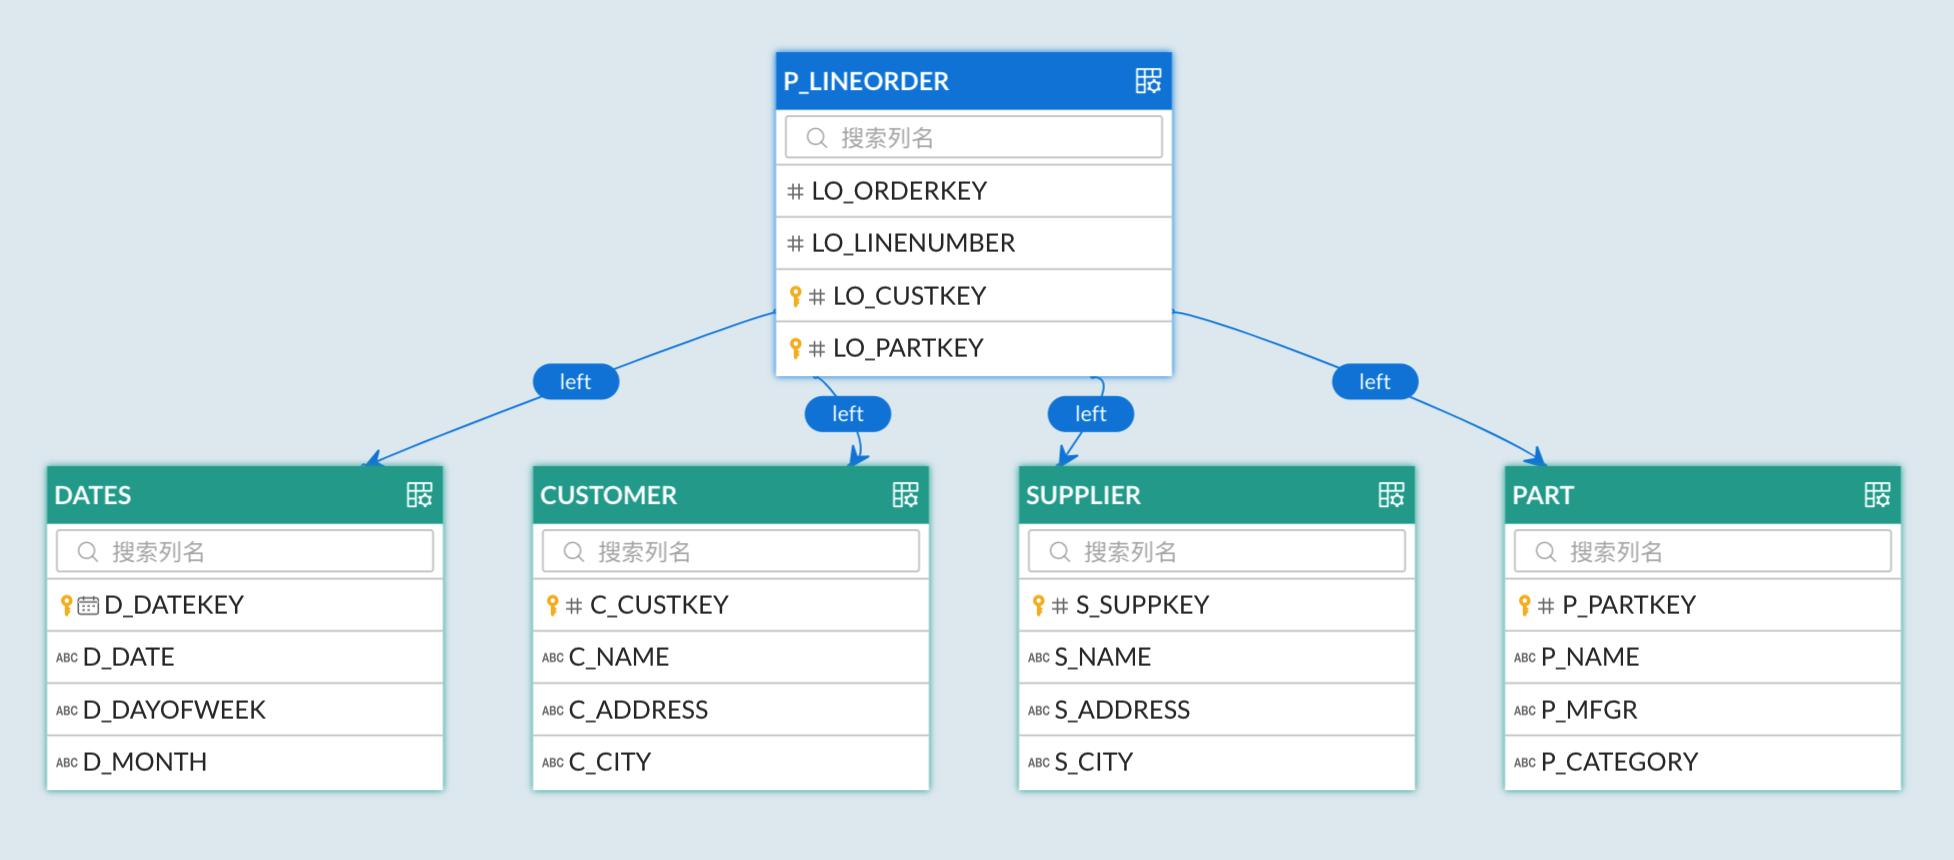 P_LINEORDER
搜索列名
# LO_ORDERKEY
# LO_LINENUMBER
# LO_CUSTKEY
# LO_PARTKEY
left
left
left
left
DATES
搜索列名
D_DATEKEY
ABC D_DATE
ABC D_DAYOFWEEK
ABC D_MONTH
CUSTOMER
搜索列名
# C_CUSTKEY
ABC C_NAME
ABC C_ADDRESS
ABC C_CITY
SUPPLIER
搜索列名
# S_SUPPKEY
ABC S_NAME
ABC S_ADDRESS
ABC S_CITY
PART
搜索列名
# P_PARTKEY
ABC P_NAME
ABC P_MFGR
ABC P_CATEGORY